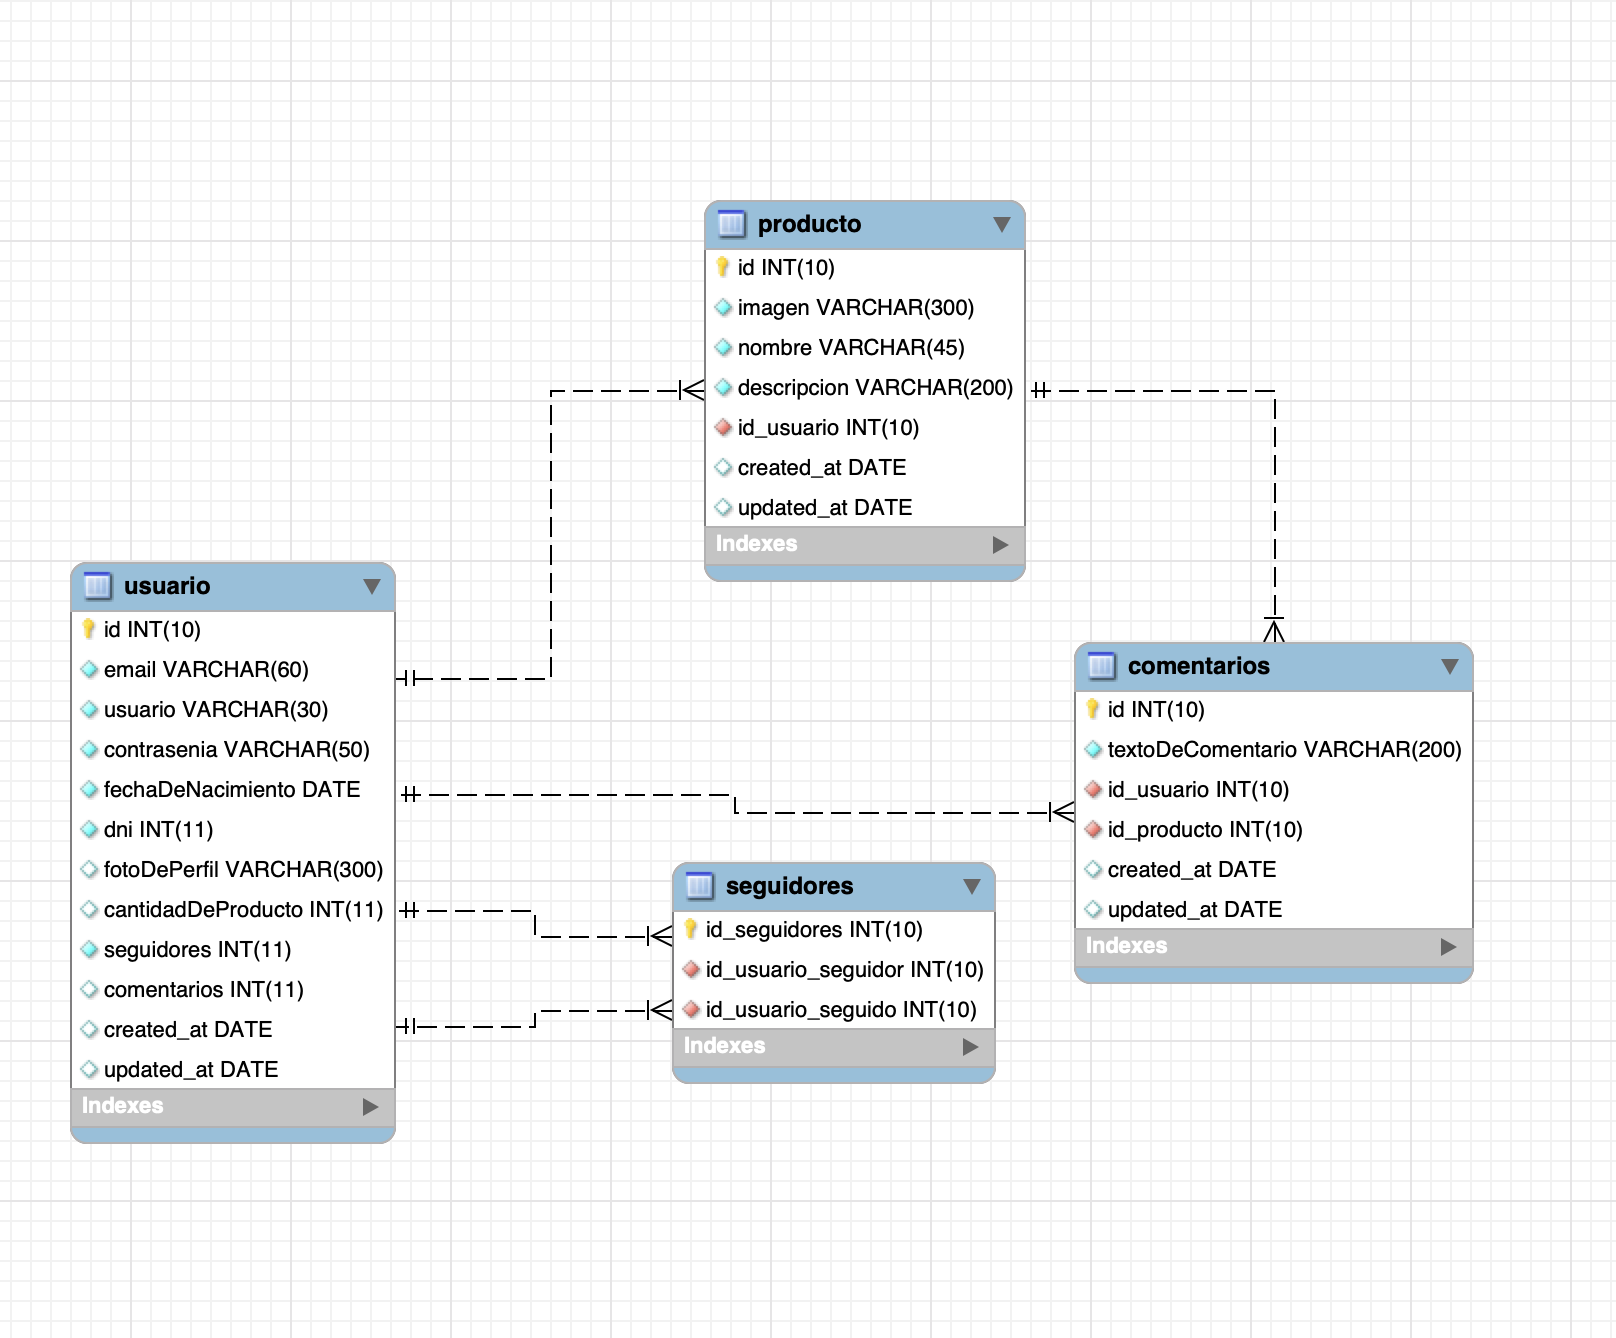 producto
id INT(10)
imagen VARCHAR(300)
nombre VARCHAR(45)
descripcion VARCHAR(200)
id_usuario INT(10)
created_at DATE
updated_at DATE
Indexes
usuario
id INT(10)
email VARCHAR(60)
usuario VARCHAR(30)
contrasenia VARCHAR(50)
fechaDeNacimiento DATE
dni INT(11)
fotoDePerfil VARCHAR(300)
cantidadDeProducto INT(11)
seguidores INT(11)
comentarios INT(11)
created_at DATE
updated_at DATE
Indexes
comentarios
id INT(10)
textoDeComentario VARCHAR(200)
id_usuario INT(10)
id_producto INT(10)
created_at DATE
updated_at DATE
Indexes
seguidores
id_seguidores INT(10)
id_usuario_seguidor INT(10)
id_usuario_seguido INT(10)
Indexes